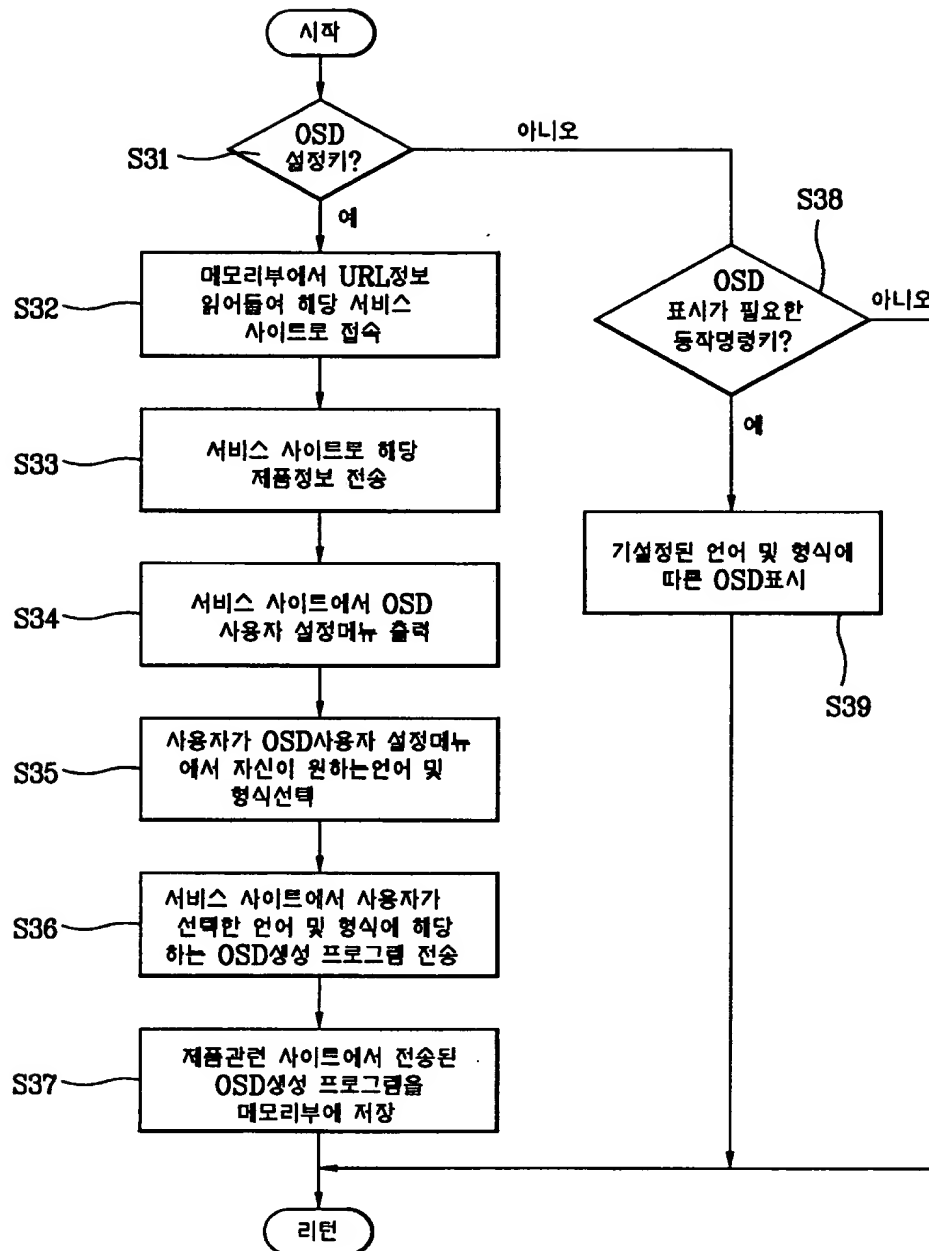 시작
OSD
설정키?
S31
아니오
예
S32
메모리부에서 URL정보
읽어들여 해당 서비스
사이트로 접속
S33
서비스 사이트로 해당
제품정보 전송
S34
서비스 사이트에서 OSD
사용자 설정메뉴 출력
S35
사용자가 OSD사용자 설정메뉴
에서 자신이 원하는언어 및
형식선택
S36
서비스 사이트에서 사용자가
선택한 언어 및 형식에 해당
하는 OSD생성 프로그램 전송
S37
제품관련 사이트에서 전송된
OSD생성 프로그램을
메모리부에 저장
리턴
S38
OSD
표시가 필요한
동작명령키?
아니오
예
기설정된 언어 및 형식에
따른 OSD표시
S39